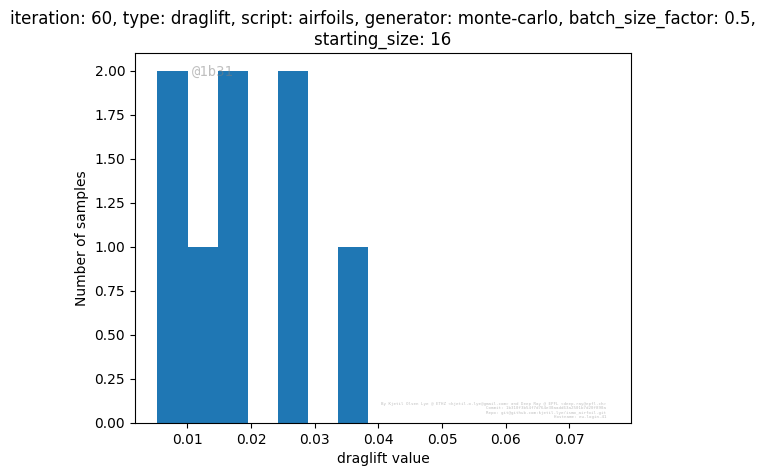 iteration: 60, type: draglift, script: airfoils, generator: monte-carlo, batch_size_factor: 0.5,
starting_size: 16
@1b31
2.00
1.75
1.50
1.25
1.00
0.75
0.50
0.25
0.00
Number of samples
0.01 0.02 0.03 0.04 0.05 0.06 0.07
draglift value